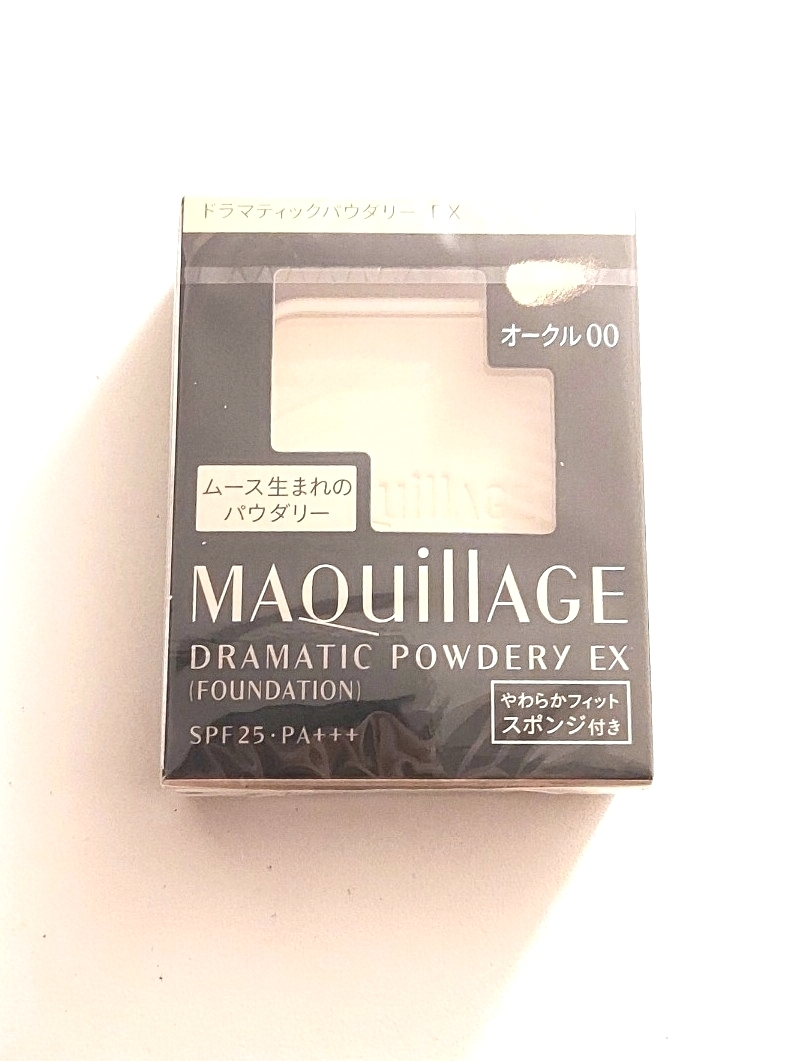 ドラマティックパウダリー EX
オークル00
ムース生まれの
パウダリー
MAQuillAGE
DRAMATIC POWDERY EX
(FOUNDATION)
SPF25・PA+++
やわらかフィット
スポンジ付き